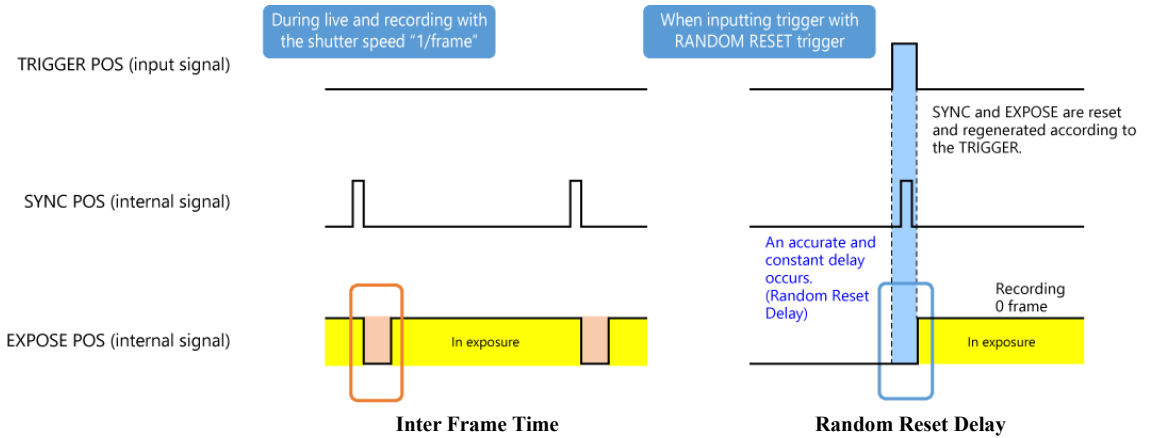 During live and recording with
the shutter speed “1/frame”
When inputting trigger with
RANDOM RESET trigger
TRIGGER POS (input signal)
SYNC and EXPOSE are reset
and regenerated according to
the TRIGGER.
SYNC POS (internal signal)
An accurate and
constant delay
occurs.
(Random Reset
Delay)
Recording
0 frame
EXPOSE POS (internal signal)
In exposure
In exposure
Inter Frame Time
Random Reset Delay